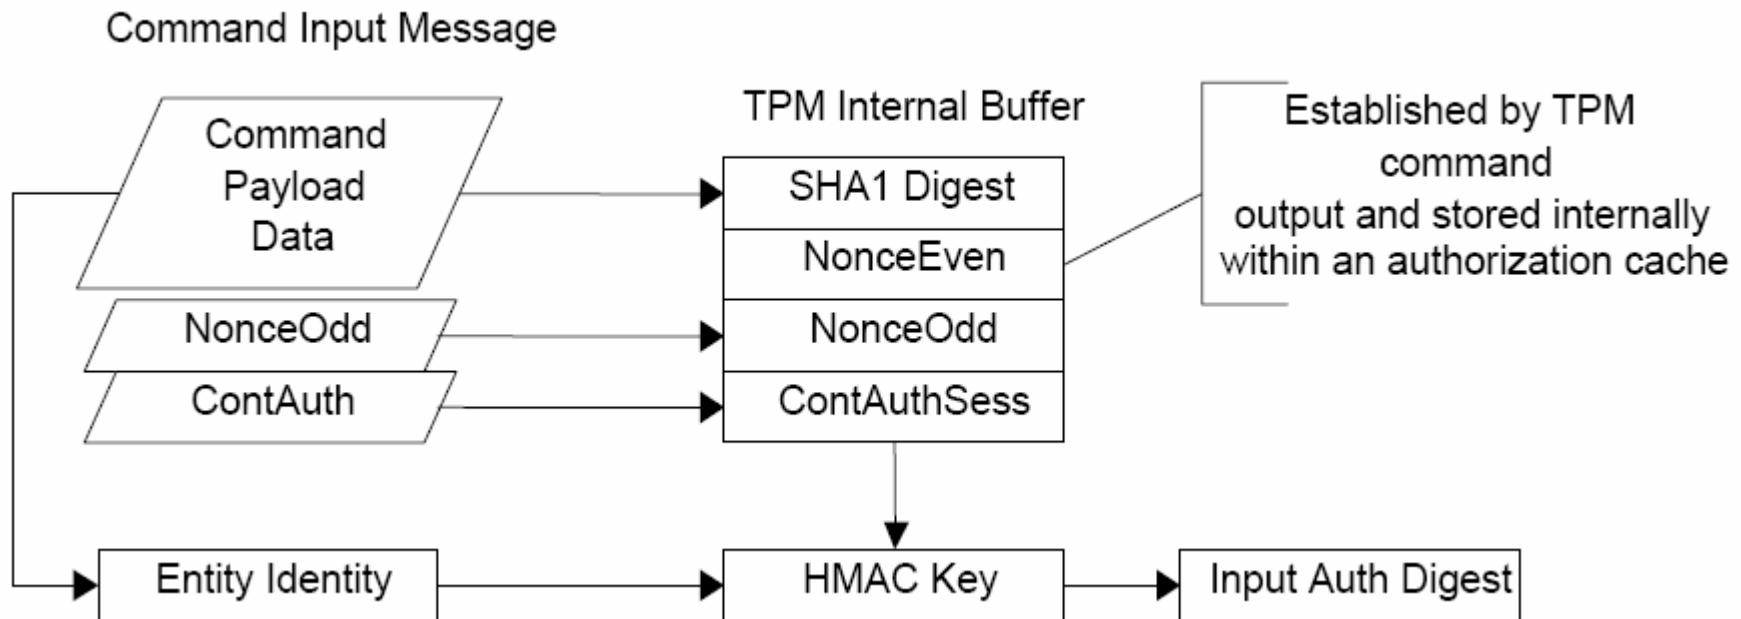 Command Input Message
Command
Payload
Data
NonceOdd
ContAuth
TPM Internal Buffer
SHA1 Digest
NonceEven
NonceOdd
ContAuthSess
Established by TPM
command
output and stored internally
within an authorization cache
Entity Identity
HMAC Key
Input Auth Digest